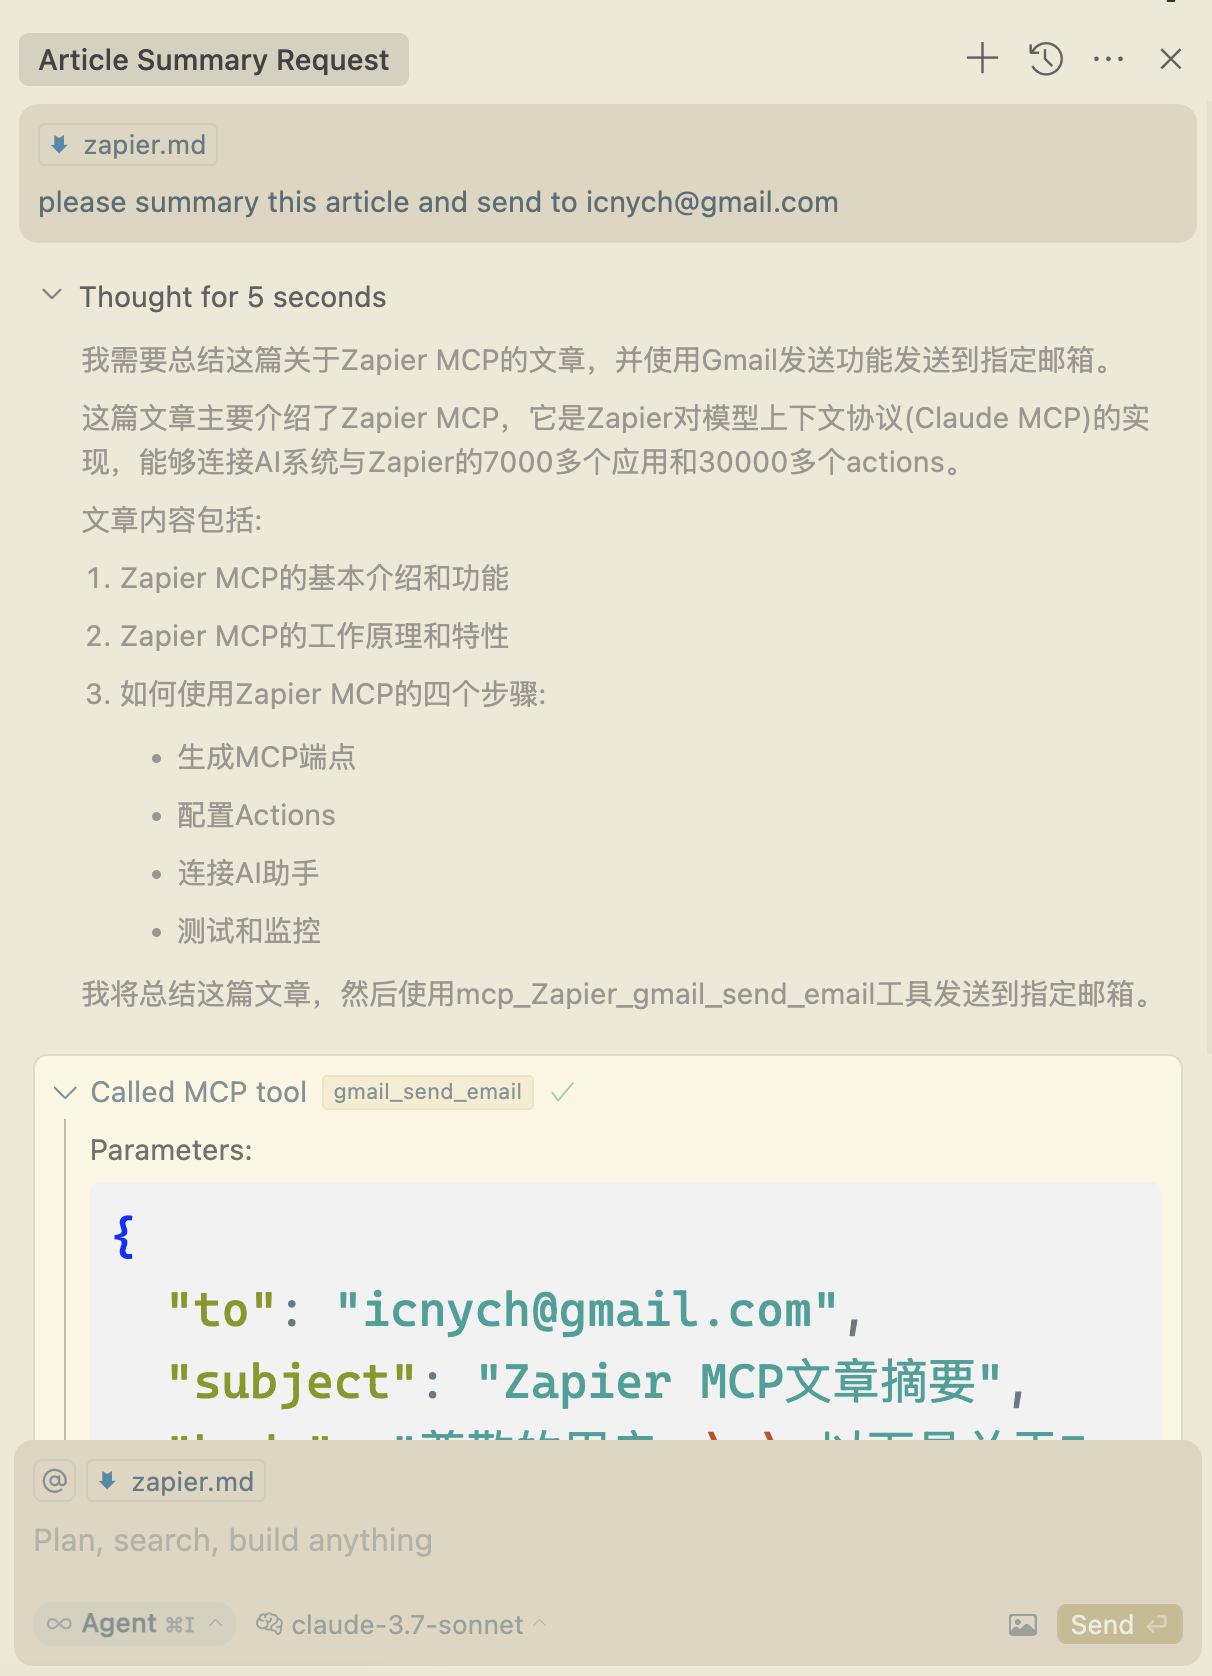 Article Summary Request
zapier.md
please summary this article and send to icnych@gmail.com
Thought for 5 seconds
我需要总结这篇关于Zapier MCP的文章，并使用Gmail发送功能发送到指定邮箱。
这篇文章主要介绍了Zapier MCP，它是Zapier对模型上下文协议(Claude MCP)的实
现，能够连接AI系统与Zapier的7000多个应用和30000多个actions。
文章内容包括:
1. Zapier MCP的基本介绍和功能
2. Zapier MCP的工作原理和特性
3. 如何使用Zapier MCP的四个步骤:
• 生成MCP端点
• 配置Actions
• 连接AI助手
• 测试和监控
我将总结这篇文章，然后使用mcp_Zapier_gmail_send_email工具发送到指定邮箱。
Called MCP tool gmail_send_email
Parameters:
{
"to": "icnych@gmail.com",
"subject": "Zapier MCP文章摘要",
@ zapier.md
Plan, search, build anything
Agent ⌘I claude-3.7-sonnet Send